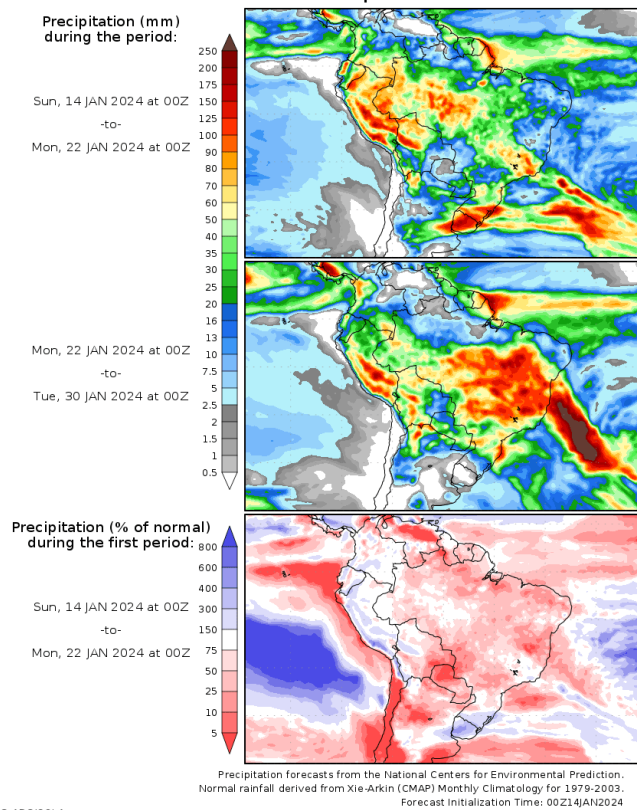 Precipitation (mm)
during the period:
250
200
175
150
125
100
90
80
70
60
50
40
35
30
25
20
16
13
10
7.5
5
2.5
2
1.5
1
0.5
Sun, 14 JAN 2024 at 00Z
-to-
Mon, 22 JAN 2024 at 00Z
Mon, 22 JAN 2024 at 00Z
-to-
Tue, 30 JAN 2024 at 00Z
Precipitation (% of normal)
during the first period:
800
600
400
300
150
75
50
25
10
5
Sun, 14 JAN 2024 at 00Z
-to-
Mon, 22 JAN 2024 at 00Z
Precipitation forecasts from the National Centers for Environmental Prediction.
Normal rainfall derived from Xie-Arkin (CMAP) Monthly Climatology for 1979-2003.
Forecast Initialization Time: 00Z14JAN2024